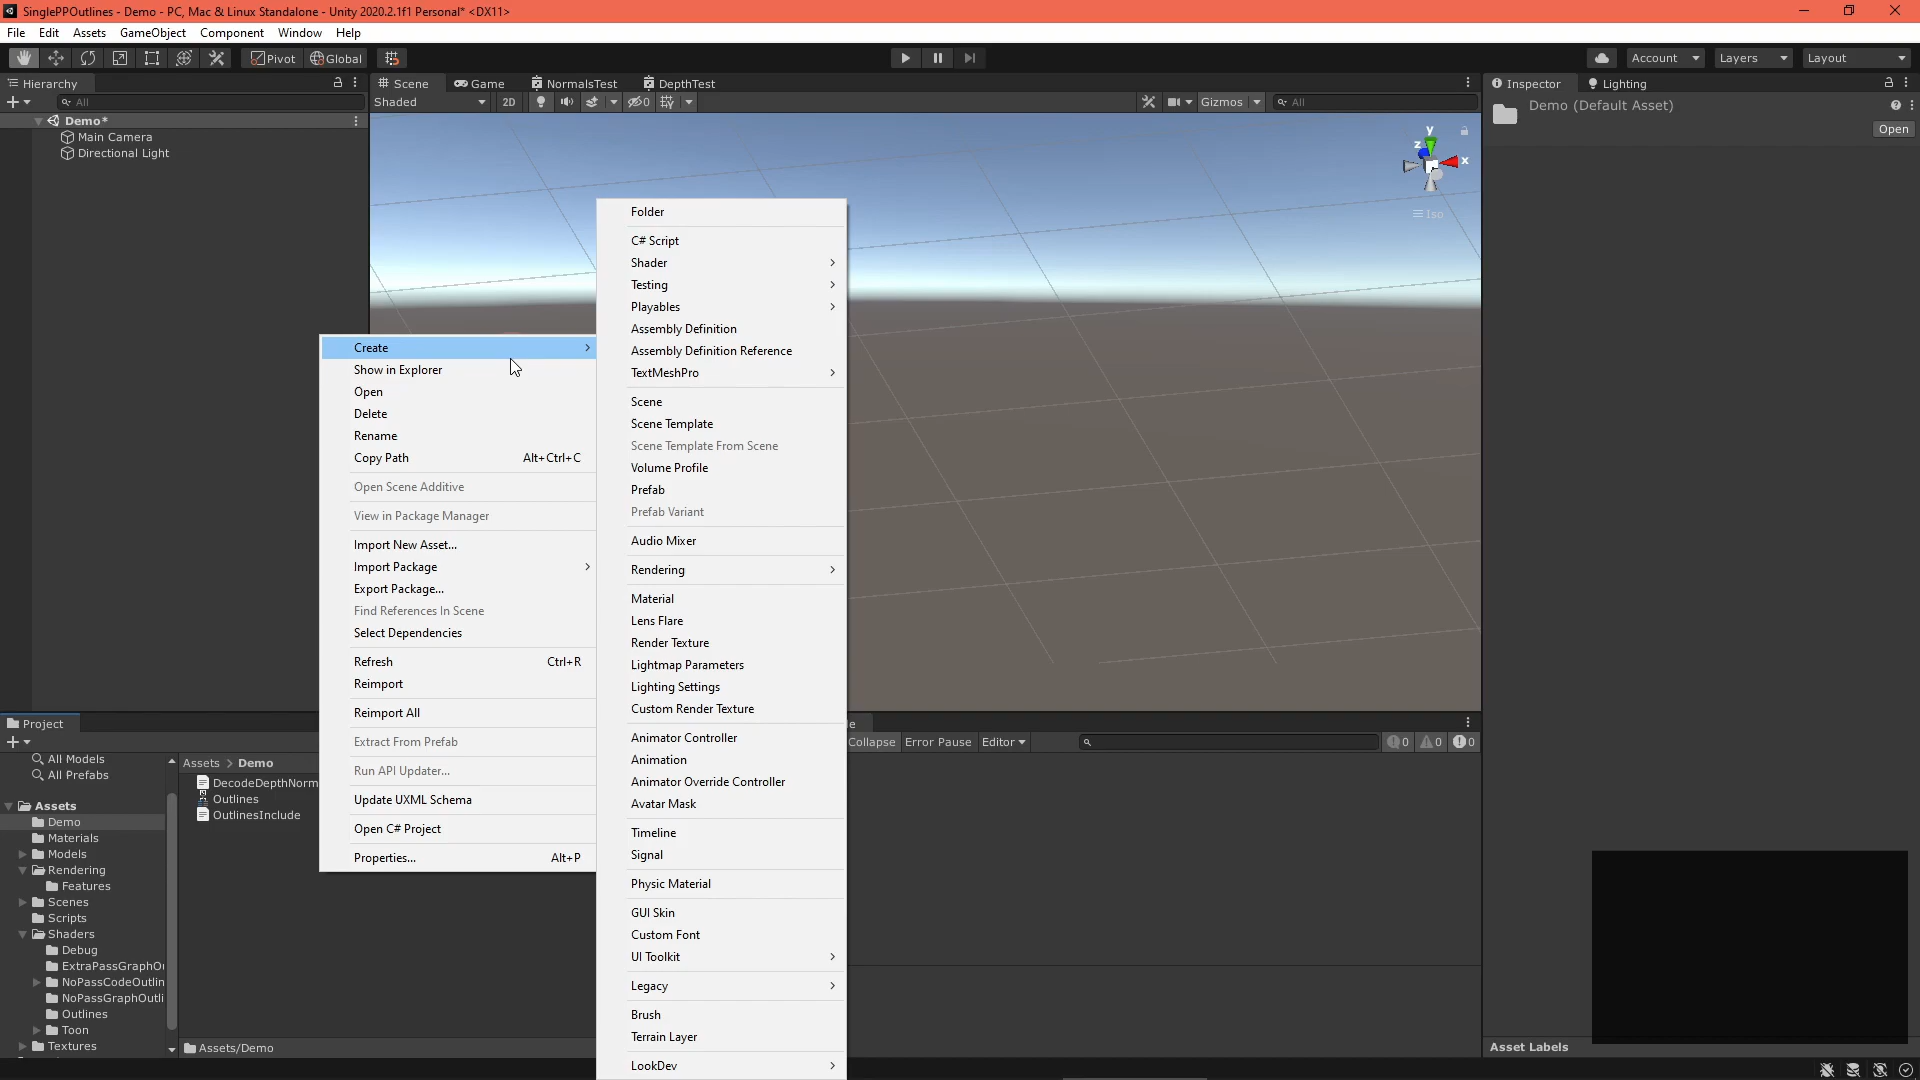 SinglePPOutlines - Demo - PC, Mac & Linux Standalone - Unity 2020.2.1f1 Personal* <DX11>
File Edit Assets GameObject Component Window Help
Pivot Global Account Layers Layout
Hierarchy
All
Demo*
Main Camera
Directional Light
Scene Game NormalsTest DepthTest
Shaded 2D 0 Gizmos All
y
z
x
Iso
Inspector Lighting
Demo (Default Asset)
Open
Create
Show in Explorer
Open
Delete
Rename
Copy Path Alt+Ctrl+C
Open Scene Additive
View in Package Manager
Import New Asset...
Import Package
Export Package...
Find References In Scene
Select Dependencies
Refresh Ctrl+R
Reimport
Reimport All
Extract From Prefab
Run API Updater...
Update UXML Schema
Open C# Project
Properties... Alt+P
Folder
C# Script
Shader
Testing
Playables
Assembly Definition
Assembly Definition Reference
TextMeshPro
Scene
Scene Template
Scene Template From Scene
Volume Profile
Prefab
Prefab Variant
Audio Mixer
Rendering
Material
Lens Flare
Render Texture
Lightmap Parameters
Lighting Settings
Custom Render Texture
Animator Controller
Animation
Animator Override Controller
Avatar Mask
Timeline
Signal
Physic Material
GUI Skin
Custom Font
UI Toolkit
Legacy
Brush
Terrain Layer
LookDev
Project
All Models
All Prefabs
Assets
Demo
Materials
Models
Rendering
Features
Scenes
Scripts
Shaders
Debug
ExtraPassGraphOu
NoPassCodeOutlin
NoPassGraphOutli
Outlines
Toon
Textures
Assets > Demo
DecodeDepthNorm
Outlines
OutlinesInclude
Assets/Demo
le
Collapse Error Pause Editor 0 0 0
Asset Labels